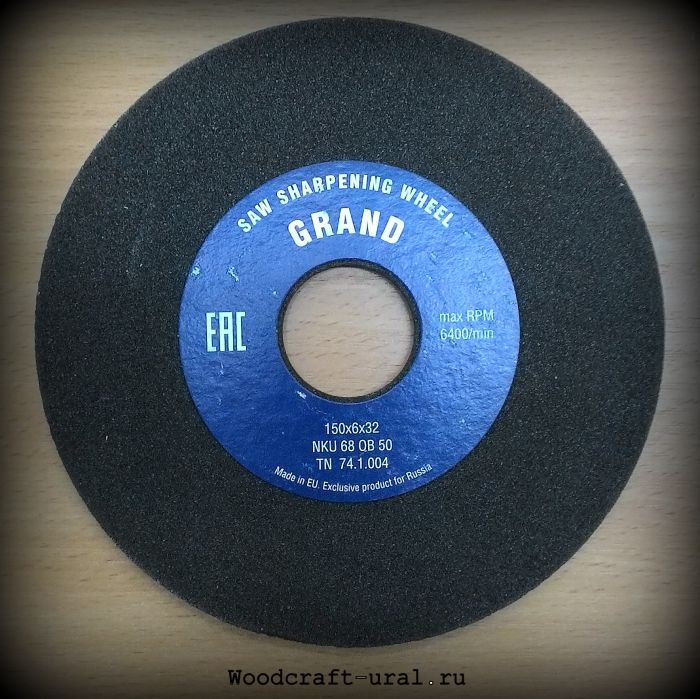 SAW SHARPENING WHEEL
GRAND
EAC
max RPM
6400/min
150x6x32
NKU 68 QB 50
TN 74.1.004
Made in EU. Exclusive product for Russia
Woodcraft-ural.ru